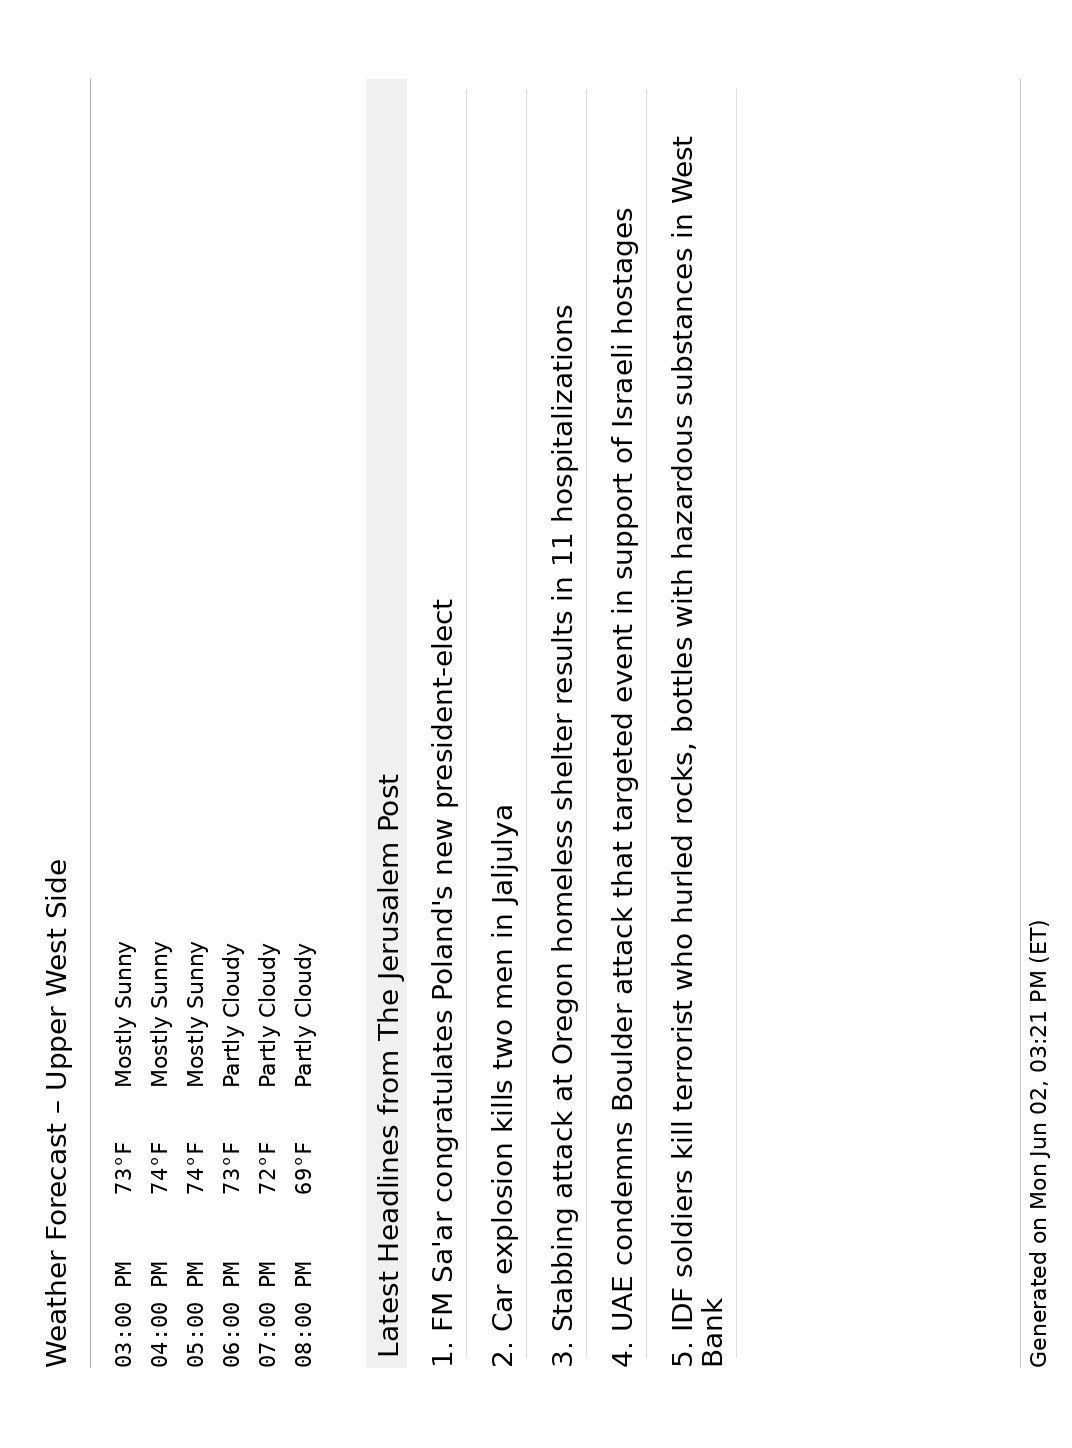 Weather Forecast – Upper West Side
03:00 PM 73°F Mostly Sunny
04:00 PM 74°F Mostly Sunny
05:00 PM 74°F Mostly Sunny
06:00 PM 73°F Partly Cloudy
07:00 PM 72°F Partly Cloudy
08:00 PM 69°F Partly Cloudy
Latest Headlines from The Jerusalem Post
1. FM Sa'ar congratulates Poland's new president-elect
2. Car explosion kills two men in Jaljulya
3. Stabbing attack at Oregon homeless shelter results in 11 hospitalizations
4. UAE condemns Boulder attack that targeted event in support of Israeli hostages
5. IDF soldiers kill terrorist who hurled rocks, bottles with hazardous substances in West
Bank
Generated on Mon Jun 02, 03:21 PM (ET)